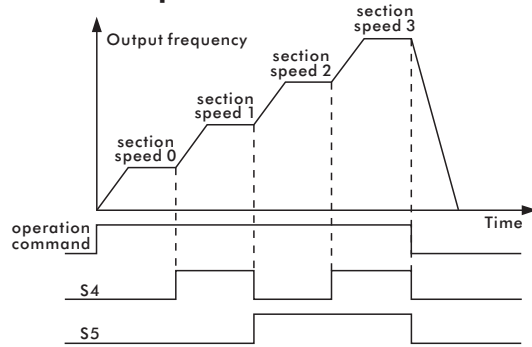 section
speed 3
Output frequency
section
speed 2
section
speed 1
section
speed 0
Time
operation
command
S4
S5